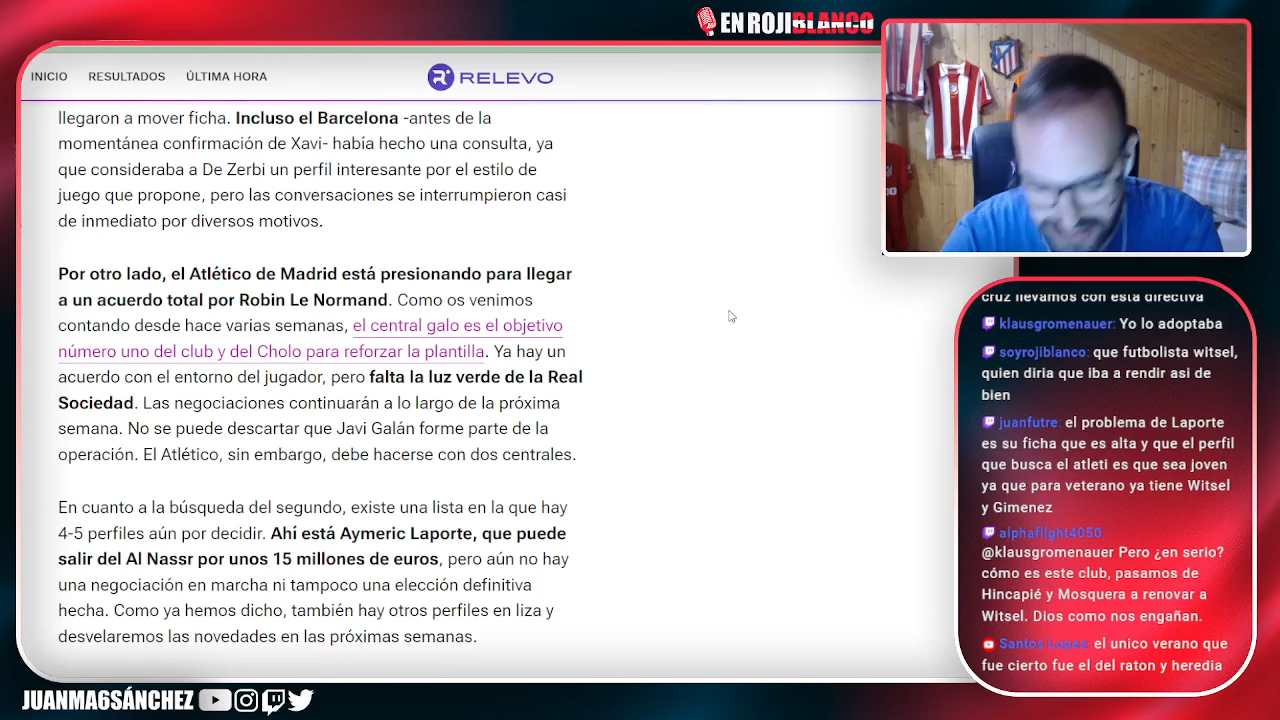 EN ROJIBLANCO
INICIO RESULTADOS ÚLTIMA HORA
RELEVO
llegaron a mover ficha. Incluso el Barcelona -antes de la
momentánea confirmación de Xavi- había hecho una consulta, ya
que consideraba a De Zerbi un perfil interesante por el estilo de
juego que propone, pero las conversaciones se interrumpieron casi
de inmediato por diversos motivos.
Por otro lado, el Atlético de Madrid está presionando para llegar
a un acuerdo total por Robin Le Normand. Como os venimos
contando desde hace varias semanas, el central galo es el objetivo
número uno del club y del Cholo para reforzar la plantilla. Ya hay un
acuerdo con el entorno del jugador, pero falta la luz verde de la Real
Sociedad. Las negociaciones continuarán a lo largo de la próxima
semana. No se puede descartar que Javi Galán forme parte de la
operación. El Atlético, sin embargo, debe hacerse con dos centrales.
En cuanto a la búsqueda del segundo, existe una lista en la que hay
4-5 perfiles aún por decidir. Ahí está Aymeric Laporte, que puede
salir del Al Nassr por unos 15 millones de euros, pero aún no hay
una negociación en marcha ni tampoco una elección definitiva
hecha. Como ya hemos dicho, también hay otros perfiles en liza y
desvelaremos las novedades en las próximas semanas.
cruz llevamos con esta directiva
klausgromenauer: Yo lo adoptaba
soyrojiblanco: que futbolista witsel,
quien diria que iba a rendir asi de
bien
juanfutre: el problema de Laporte
es su ficha que es alta y que el perfil
que busca el atleti es que sea joven
ya que para veterano ya tiene Witsel
y Gimenez
alphaflight4050:
@klausgromenauer Pero ¿en serio?
cómo es este club, pasamos de
Hincapié y Mosquera a renovar a
Witsel. Dios como nos engañan.
Santos Lopez: el unico verano que
fue cierto fue el del raton y heredia
JUANMA6SÁNCHEZ